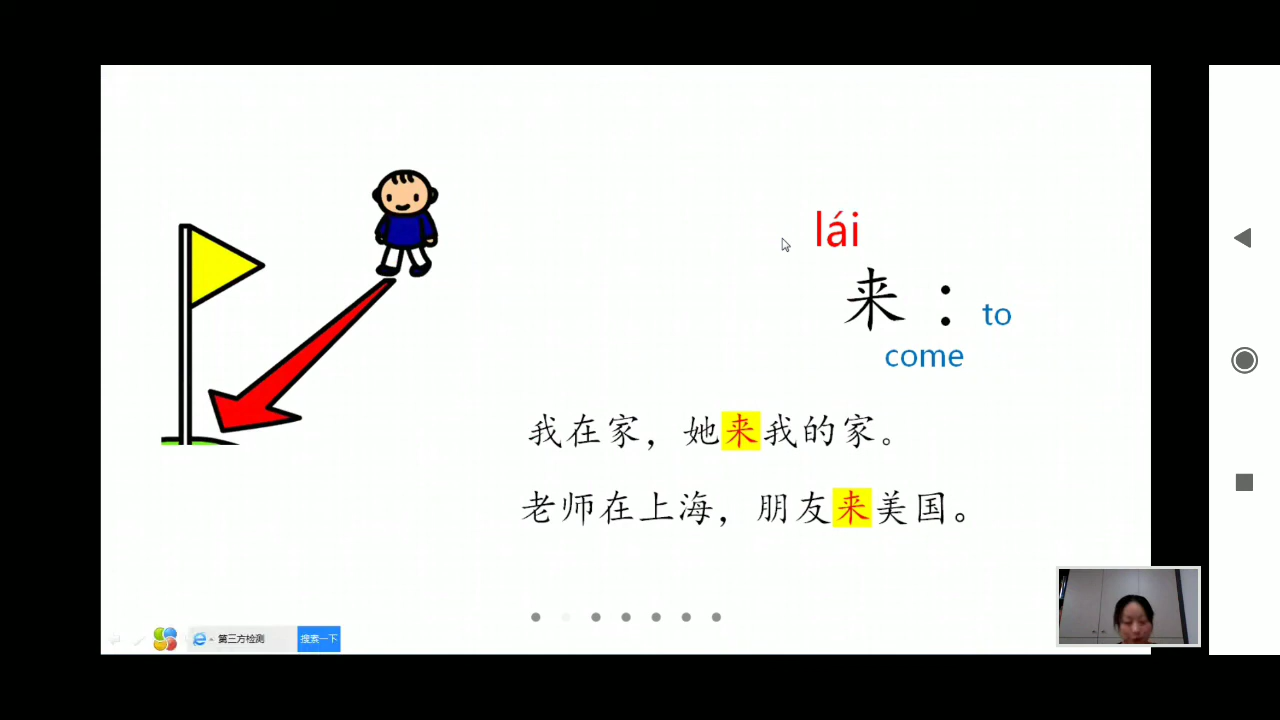 lái
来：to
come
我在家，她来我的家。
老师在上海，朋友来美国。
第三方检测
搜索一下